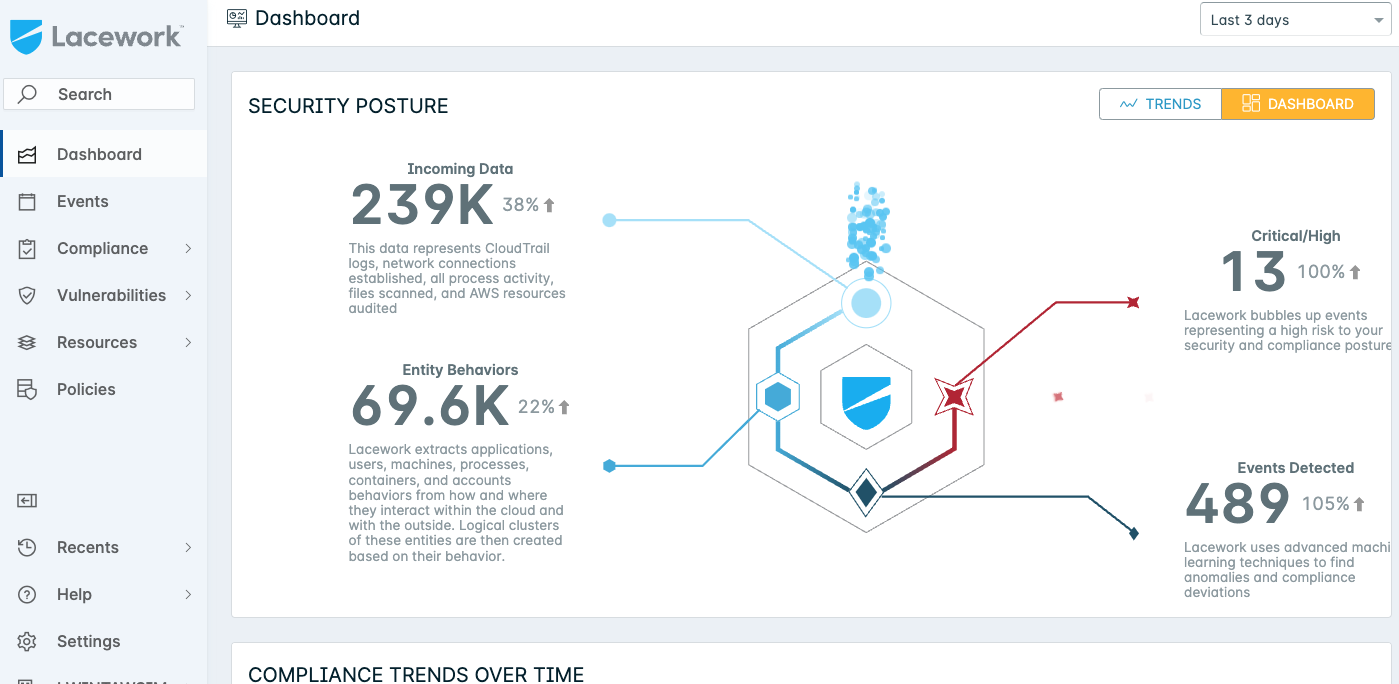 Lacework™
Dashboard
Last 3 days
Search
Dashboard
Events
Compliance
Vulnerabilities
Resources
Policies
Recents
Help
Settings
SECURITY POSTURE
TRENDS
DASHBOARD
Incoming Data
239K 38%
This data represents CloudTrail
logs, network connections
established, all process activity,
files scanned, and AWS resources
audited
Entity Behaviors
69.6K 22%
Lacework extracts applications,
users, machines, processes,
containers, and accounts
behaviors from how and where
they interact within the cloud and
with the outside. Logical clusters
of these entities are then created
based on their behavior.
Critical/High
13 100%
Lacework bubbles up events
representing a high risk to your
security and compliance posture
Events Detected
489 105%
Lacework uses advanced machi
learning techniques to find
anomalies and compliance
deviations
COMPLIANCE TRENDS OVER TIME